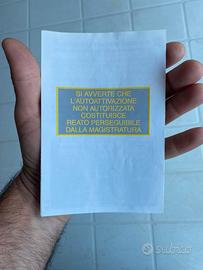 SI AVVERTE CHE
L'AUTOATTIVAZIONE
NON AUTORIZZATA
COSTITUISCE
REATO PERSEGUIBILE
DALLA MAGISTRATURA
subito